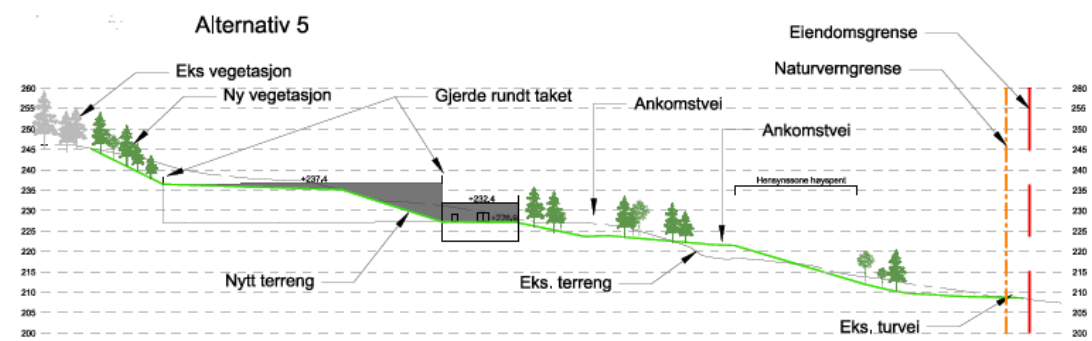 Alternativ 5
Eiendomsgrense
Naturverngrense
Eks vegetasjon
Ny vegetasjon
Gjerde rundt taket
Ankomstvei
Ankomstvei
Hensynssone høyspent
+237,4
+232,4
Nytt terreng
Eks. terreng
Eks. turvei
260
255
250
245
240
235
230
225
220
215
210
205
200
260
255
250
245
240
235
230
225
220
215
210
205
200